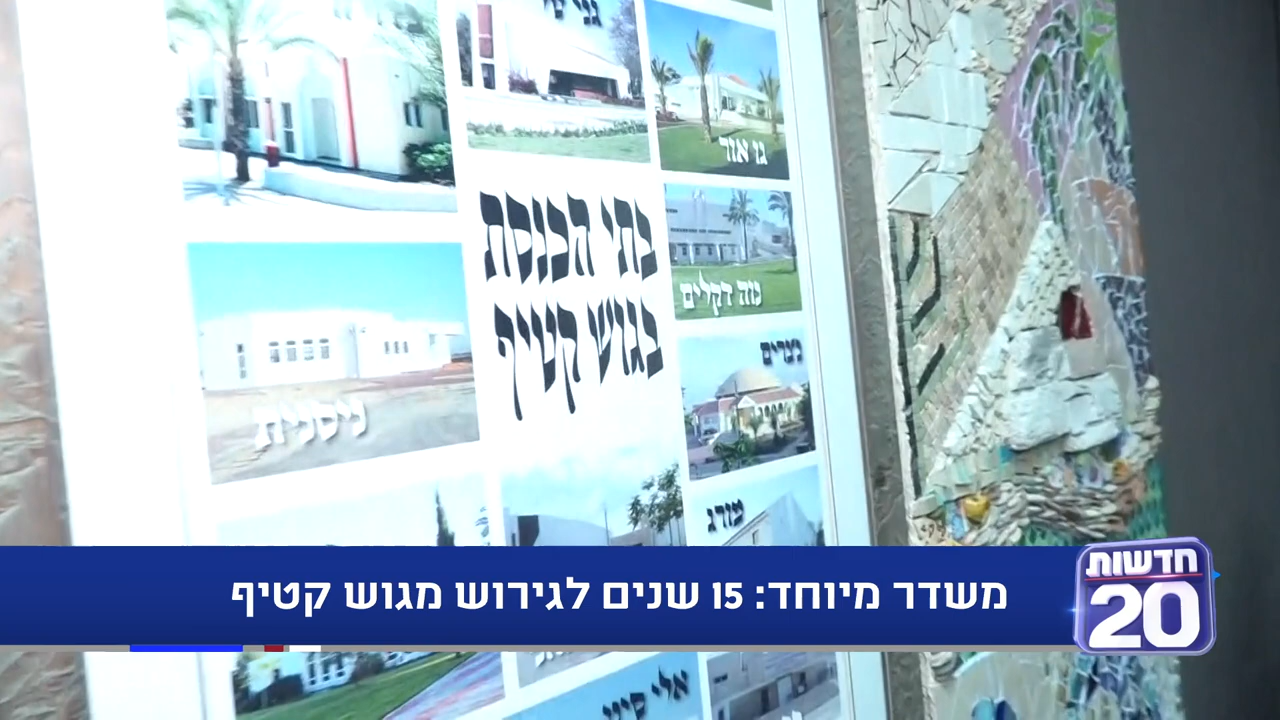 גני טל
גן אור
בתי הכנסת
בגוש קטיף
נוה דקלים
ניסנית
מצרים
מורג
משדר מיוחד: 15 שנים לגירוש מגוש קטיף
חדשות
20
אלי סיני